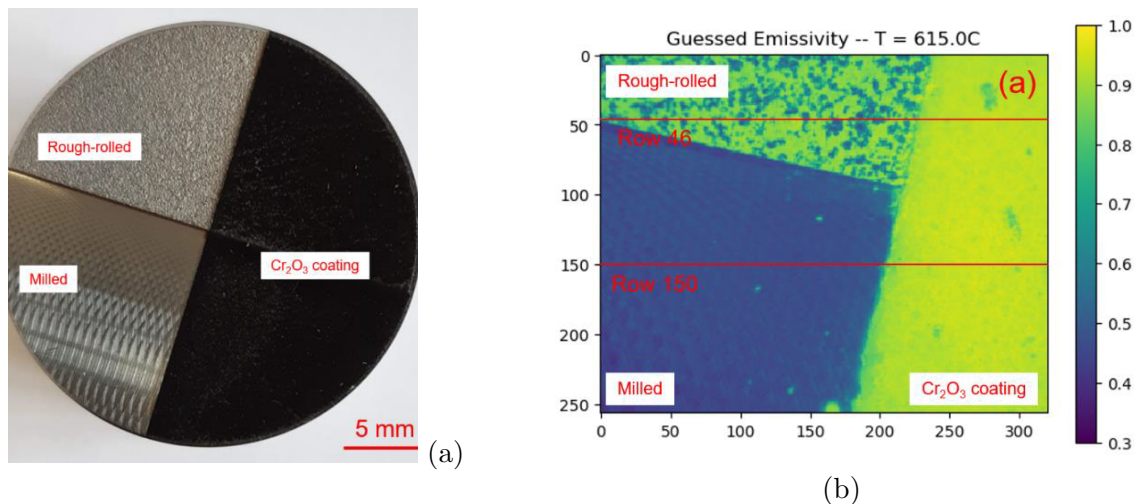 Rough-rolled
Milled
Cr₂O₃ coating
5 mm
(a)
Guessed Emissivity -- T = 615.0C
Rough-rolled
(a)
Row 46
Row 150
Milled
Cr₂O₃ coating
0
50
100
150
200
250
0
50
100
150
200
250
300
1.0
0.9
0.8
0.7
0.6
0.5
0.4
0.3
(b)